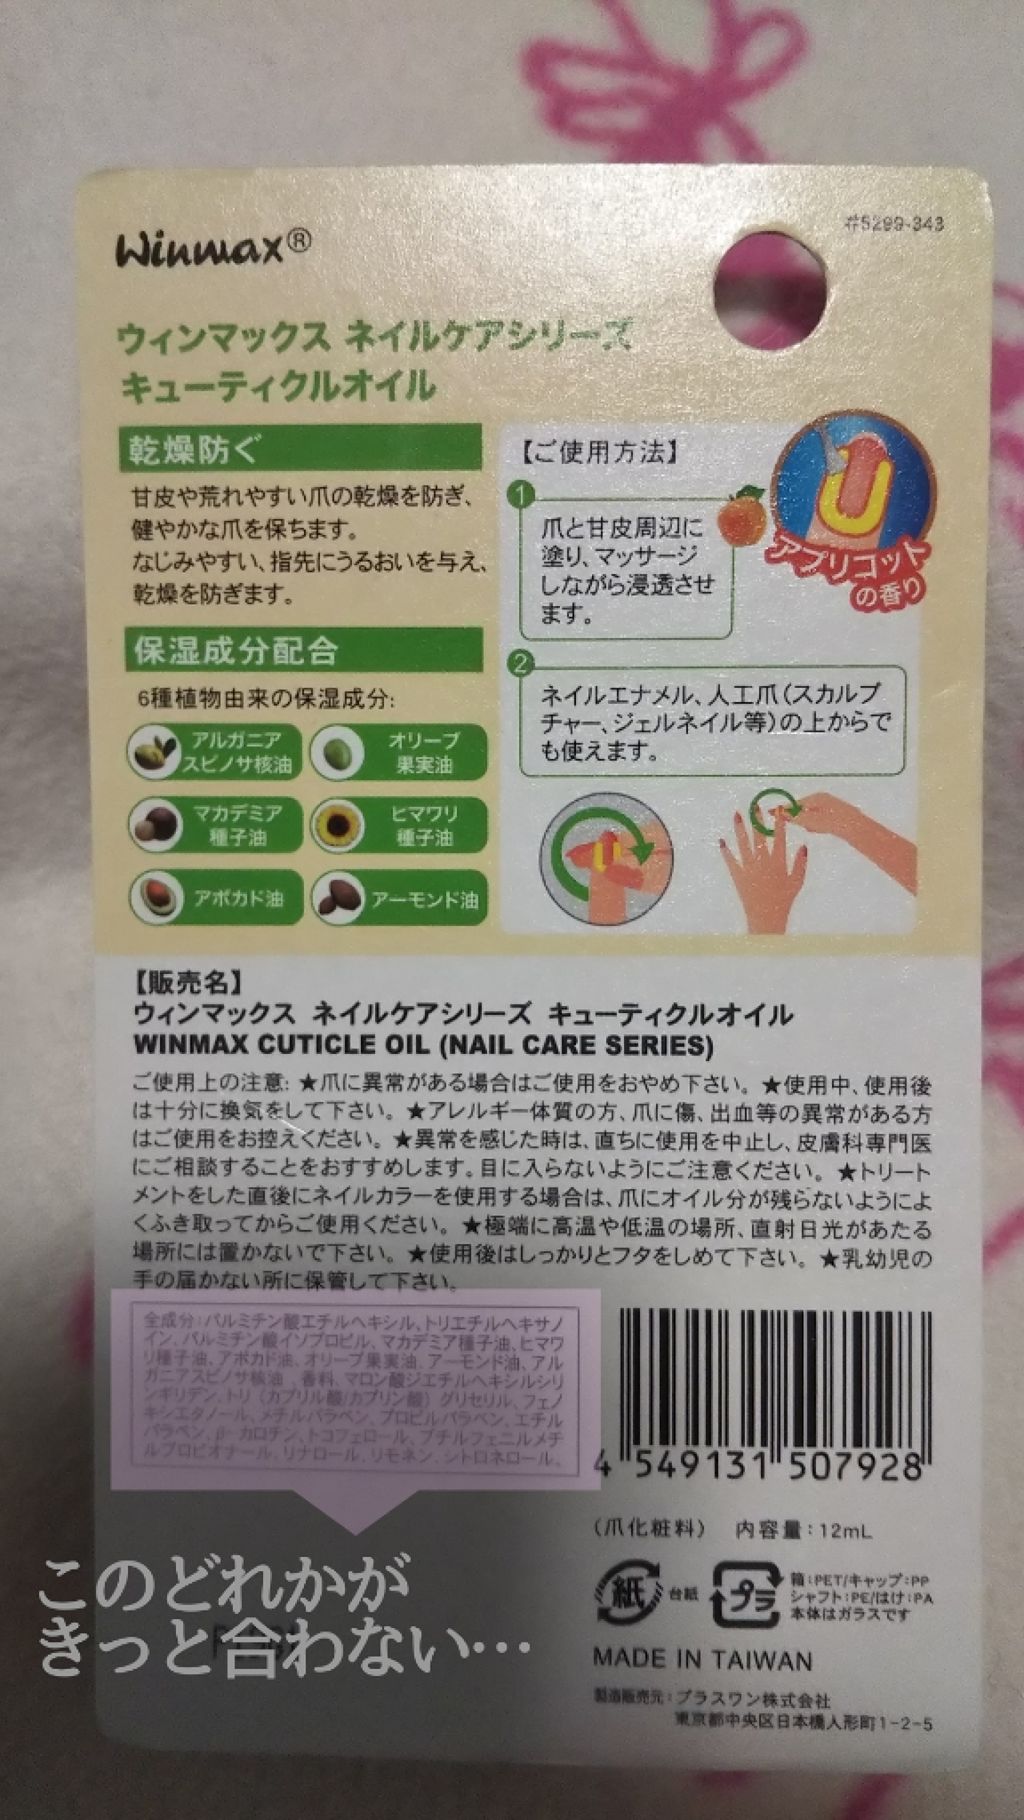 Winmax®
#5299-343
ウィンマックス ネイルケアシリーズ
キューティクルオイル
乾燥防ぐ
甘皮や荒れやすい爪の乾燥を防ぎ、
健やかな爪を保ちます。
なじみやすい、指先にうるおいを与え、
乾燥を防ぎます。
保湿成分配合
6種植物由来の保湿成分:
アルガニア
スピノサ核油
オリーブ
果実油
マカデミア
種子油
ヒマワリ
種子油
アボカド油
アーモンド油
【ご使用方法】
アプリコット
の香り
1
爪と甘皮周辺に
塗り、マッサージ
しながら浸透させ
ます。
2
ネイルエナメル、人工爪(スカルプ
チャー、ジェルネイル等)の上からで
も使えます。
【販売名】
ウィンマックス ネイルケアシリーズ キューティクルオイル
WINMAX CUTICLE OIL (NAIL CARE SERIES)
ご使用上の注意: ★爪に異常がある場合はご使用をおやめ下さい。★使用中、使用後
は十分に換気をして下さい。★アレルギー体質の方、爪に傷、出血等の異常がある方
はご使用をお控えください。★異常を感じた時は、直ちに使用を中止し、皮膚科専門医
にご相談することをおすすめします。目に入らないようにご注意ください。★トリート
メントをした直後にネイルカラーを使用する場合は、爪にオイル分が残らないようによ
くふき取ってからご使用ください。★極端に高温や低温の場所、直射日光があたる
場所には置かないで下さい。★使用後はしっかりとフタをしめて下さい。★乳幼児の
手の届かない所に保管して下さい。
全成分:パルミチン酸エチルヘキシル、トリエチルヘキサノ
イン、パルミチン酸イソプロピル、マカデミア種子油、ヒマワ
リ種子油、アボカド油、オリーブ果実油、アーモンド油、アル
ガニアスピノサ核油、香料、マロン酸ジエチルヘキシルシリ
ンギリデン、トリ(カプリル酸/カプリン酸)グリセリル、フェノ
キシエタノール、メチルパラベン、プロピルパラベン、エチル
パラベン、β-カロチン、トコフェロール、ブチルフェニルメチ
ルプロピオナール、リナロール、リモネン、シトロネロール、
4 549131 507928
このどれかが
きっと合わない…
(爪化粧料) 内容量:12mL
紙 台紙
プラ
箱:PET/キャップ:PP
シャフト:PE/はけ:PA
本体はガラスです
MADE IN TAIWAN
製造販売元:プラスワン株式会社
東京都中央区日本橋人形町1-2-5